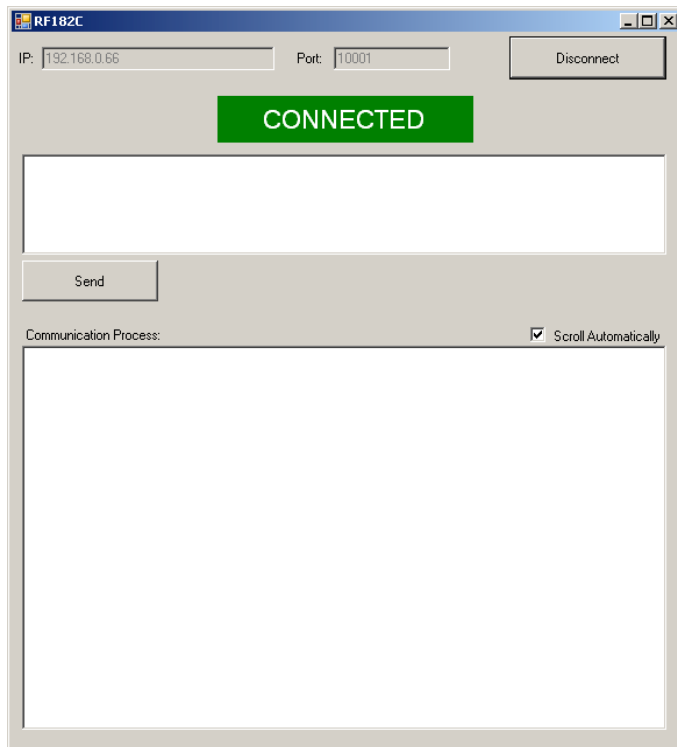 RF182C
IP: 192.168.0.66 Port: 10001 Disconnect
CONNECTED
Send
Communication Process: Scroll Automatically